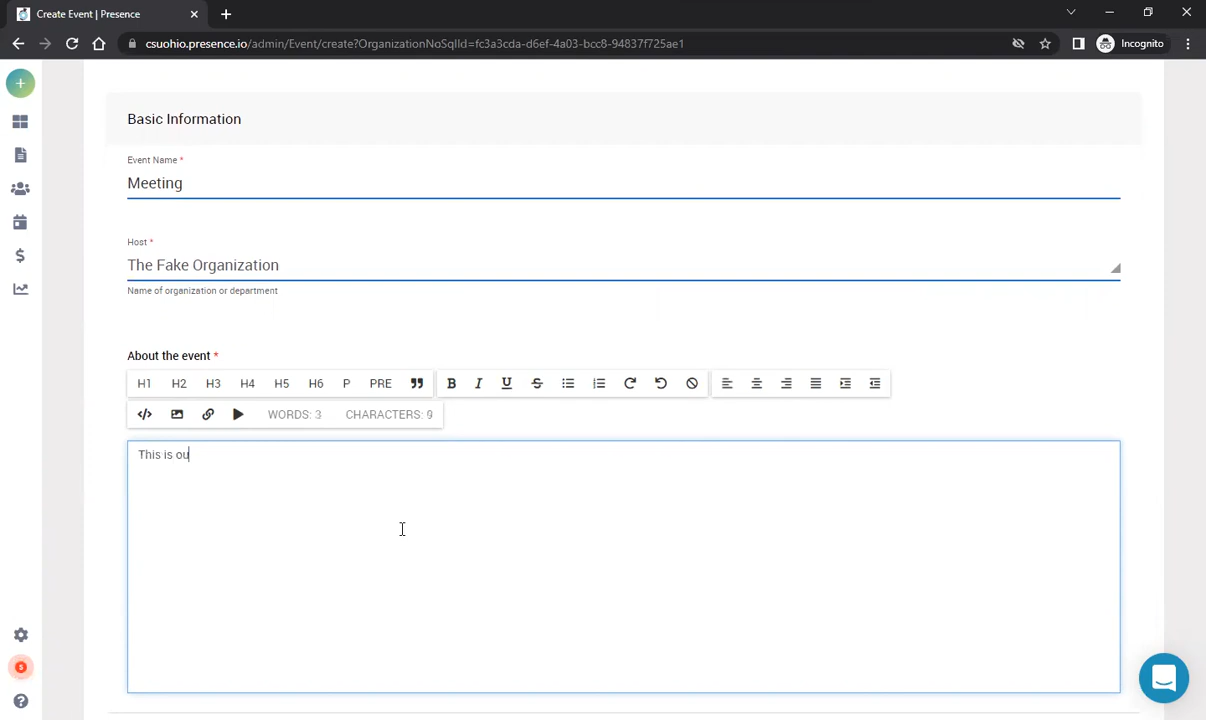 Create Event | Presence
csuohio.presence.io/admin/Event/create?OrganizationNoSqlId=fc3a3cda-d6ef-4a03-bcc8-94837f725ae1
Incognito
Basic Information
Event Name *
Meeting
Host *
The Fake Organization
Name of organization or department
About the event *
H1 H2 H3 H4 H5 H6 P PRE
WORDS: 3 CHARACTERS: 9
This is ou
5